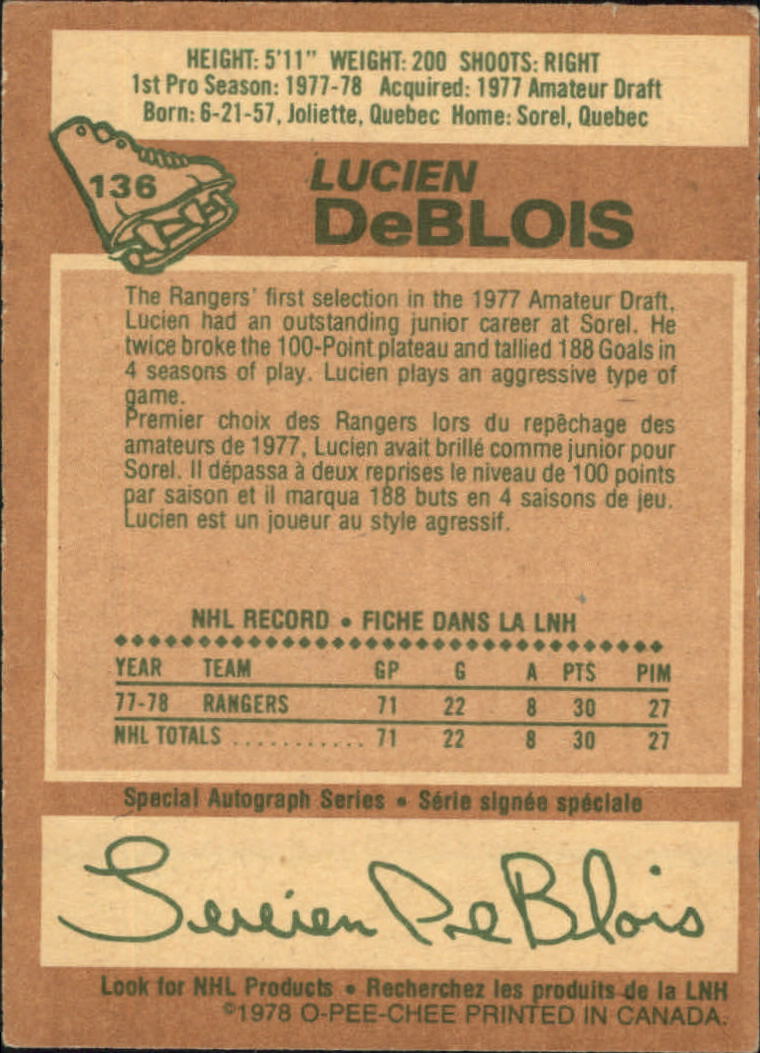 HEIGHT: 5'11" WEIGHT: 200 SHOOTS: RIGHT
1st Pro Season: 1977-78 Acquired: 1977 Amateur Draft
Born: 6-21-57, Joliette, Quebec Home: Sorel, Quebec
136
LUCIEN
DeBLOIS
The Rangers' first selection in the 1977 Amateur Draft,
Lucien had an outstanding junior career at Sorel. He
twice broke the 100-Point plateau and tallied 188 Goals in
4 seasons of play. Lucien plays an aggressive type of
game.
Premier choix des Rangers lors du repêchage des
amateurs de 1977, Lucien avait brillé comme junior pour
Sorel. Il dépassa à deux reprises le niveau de 100 points
par saison et il marqua 188 buts en 4 saisons de jeu.
Lucien est un joueur au style agressif.
NHL RECORD • FICHE DANS LA LNH
YEAR TEAM GP G A PTS PIM
77-78 RANGERS 71 22 8 30 27
NHL TOTALS ............ 71 22 8 30 27
Special Autograph Series • Série signée spéciale
Lucien DeBlois
Look for NHL Products • Recherchez les produits de la LNH
©1978 O-PEE-CHEE PRINTED IN CANADA.